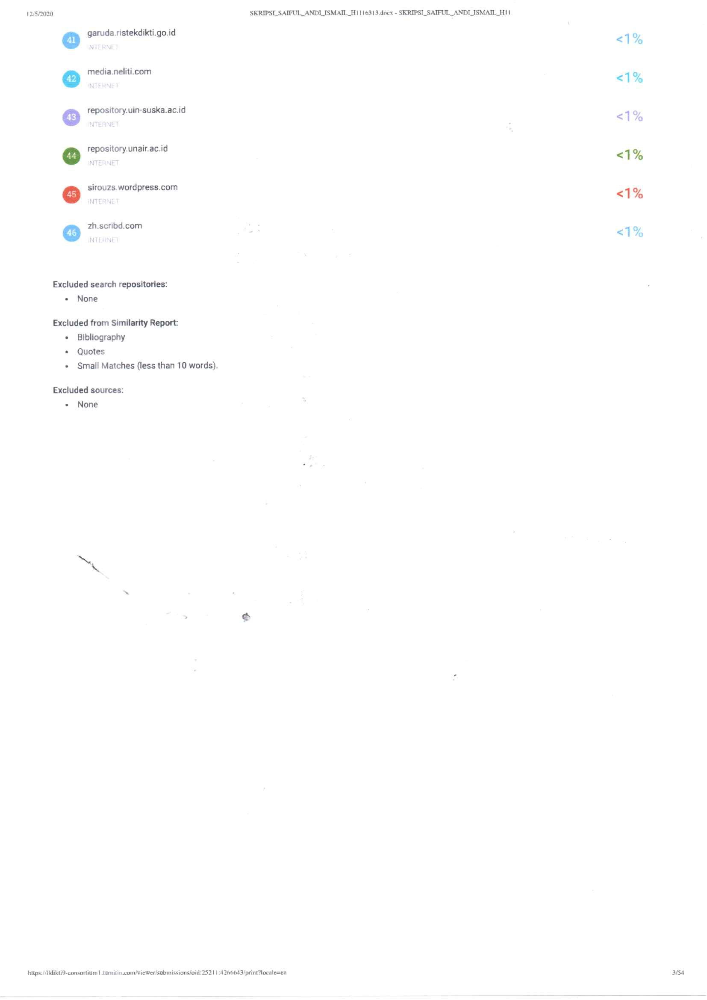 12/5/2020
SKRIPSI_SAIFUL_ANDI_ISMAIL_H1116313.docx - SKRIPSI_SAIFUL_ANDI_ISMAIL_H11
41 garuda.ristekdikti.go.id <1%
INTERNET
42 media.neliti.com <1%
INTERNET
43 repository.uin-suska.ac.id <1%
INTERNET
44 repository.unair.ac.id <1%
INTERNET
45 sirouzs.wordpress.com <1%
INTERNET
46 zh.scribd.com <1%
INTERNET
Excluded search repositories:
• None
Excluded from Similarity Report:
• Bibliography
• Quotes
• Small Matches (less than 10 words).
Excluded sources:
• None
https://lldikti9-consortium1.turnitin.com/viewer/submissions/oid:25211:4266643/print?locale=en
3/54